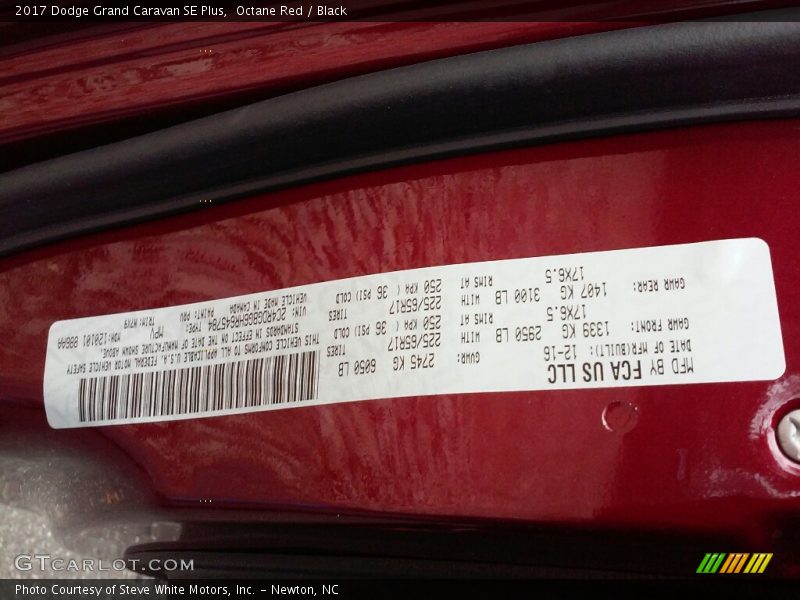 2017 Dodge Grand Caravan SE Plus,  Octane Red / Black
MFD BY FCA US LLC
DATE OF MFR(BUILT): 12-16
GVWR: 2745 KG 6050 LB
GAWR FRONT: 1339 KG 2950 LB WITH 225/65R17 TIRES
17X6.5 RIMS AT 250 KPA ( 36 PSI COLD
GAWR REAR: 1407 KG 3100 LB WITH 225/65R17 TIRES
17X6.5 RIMS AT 250 KPA ( 36 PSI COLD
THIS VEHICLE CONFORMS TO ALL APPLICABLE U.S.A. FEDERAL MOTOR VEHICLE SAFETY
STANDARDS IN EFFECT ON THE DATE OF MANUFACTURE SHOWN ABOVE.
TYPE: MPV MDH:
VEHICLE MADE IN CANADA PAINT: TRIM:
GTCARLOT.COM
Photo Courtesy of Steve White Motors, Inc. - Newton, NC